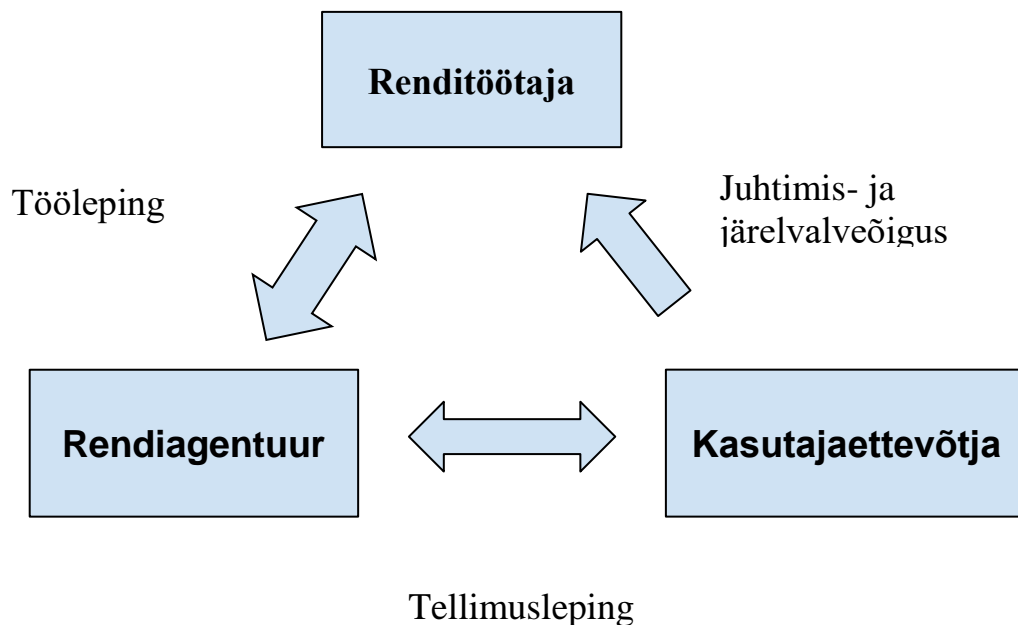 Renditöötaja
Tööleping
Juhtimis- ja
järelvalveõigus
Rendiagentuur
Kasutajaettevõtja
Tellimusleping